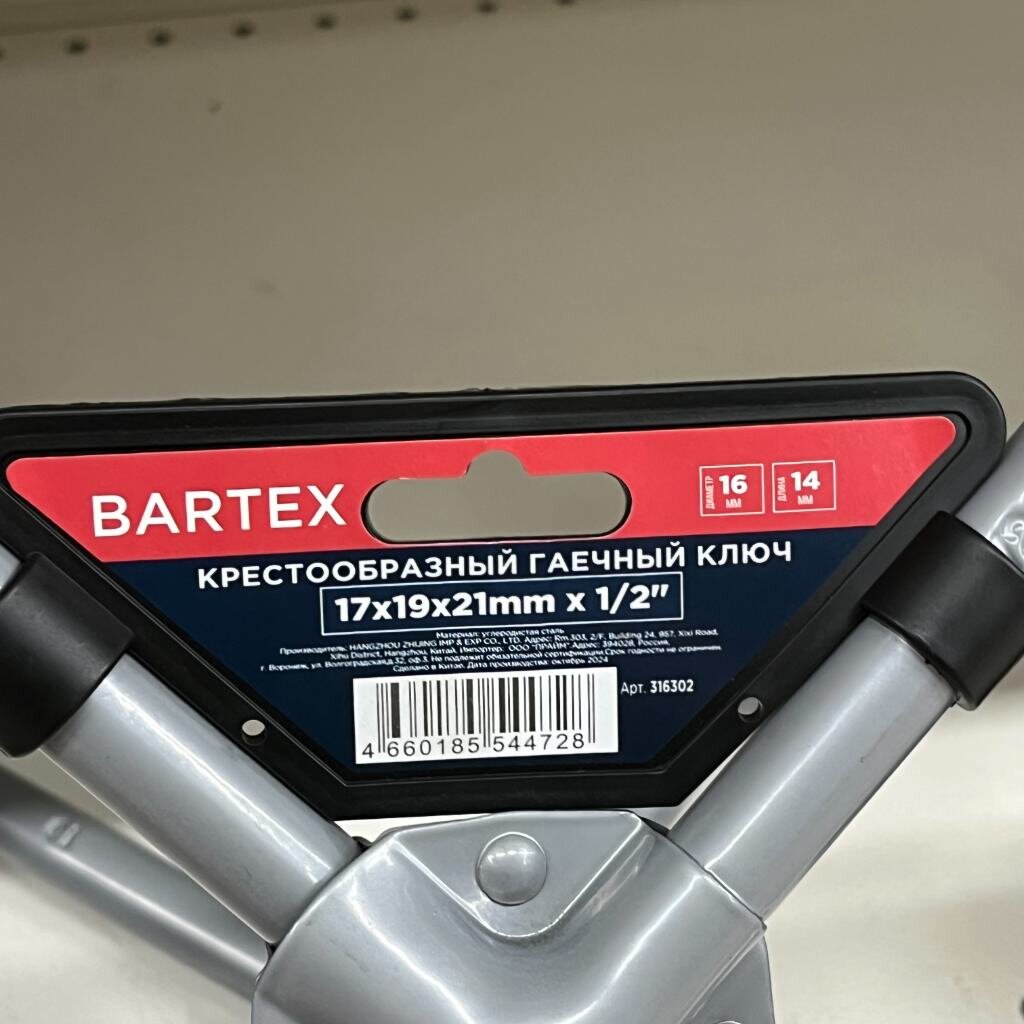 BARTEX
ДИАМЕТР 16 ММ
ДЛИНА 14 ММ
КРЕСТООБРАЗНЫЙ ГАЕЧНЫЙ КЛЮЧ
17x19x21mm x 1/2"
Материал: углеродистая сталь
Производитель: HANGZHOU ZHIJING IMP & EXP CO., LTD. Адрес: Rm.303, 2/F, Building 24, 957, Xixi Road,
Xihu District, Hangzhou, Китай. Импортер: ООО "ПРАЙМ" Адрес: 394028, Россия,
г. Воронеж, ул. Волгоградская,д 32, оф.3. Не подлежит обязательной сертификации.Срок годности не ограничен
Сделано в Китае. Дата производства: октябрь 2024
Арт. 316302
4 660185 544728